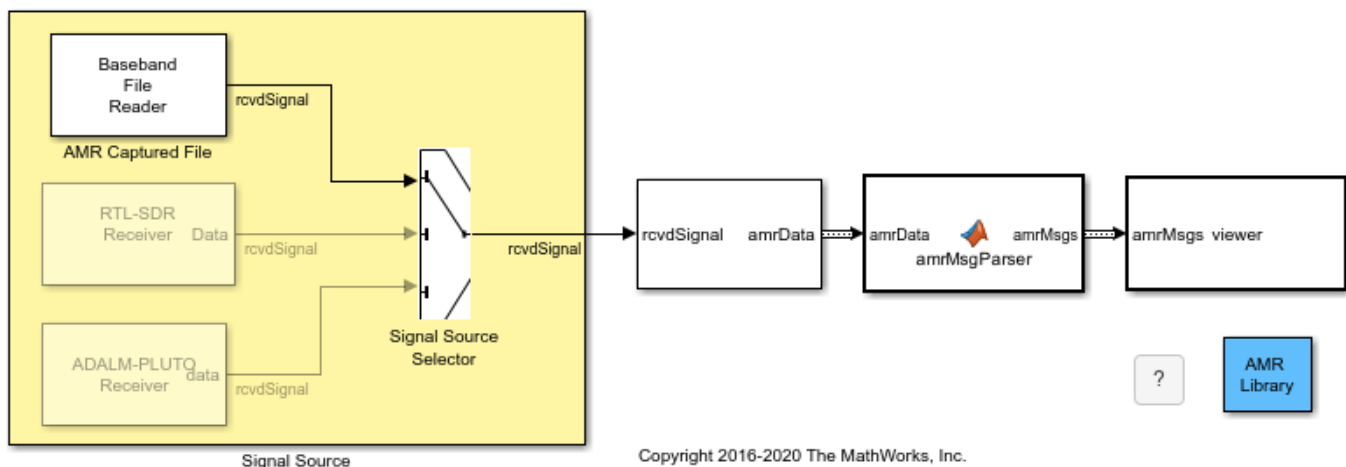 Baseband
File
Reader
rcvdSignal
AMR Captured File
RTL-SDR
Receiver
Data
rcvdSignal
ADALM-PLUTO
Receiver
data
rcvdSignal
Signal Source
Selector
rcvdSignal
Signal Source
rcvdSignal amrData
amrData amrMsgs
amrMsgParser
amrMsgs viewer
?
AMR
Library
Copyright 2016-2020 The MathWorks, Inc.